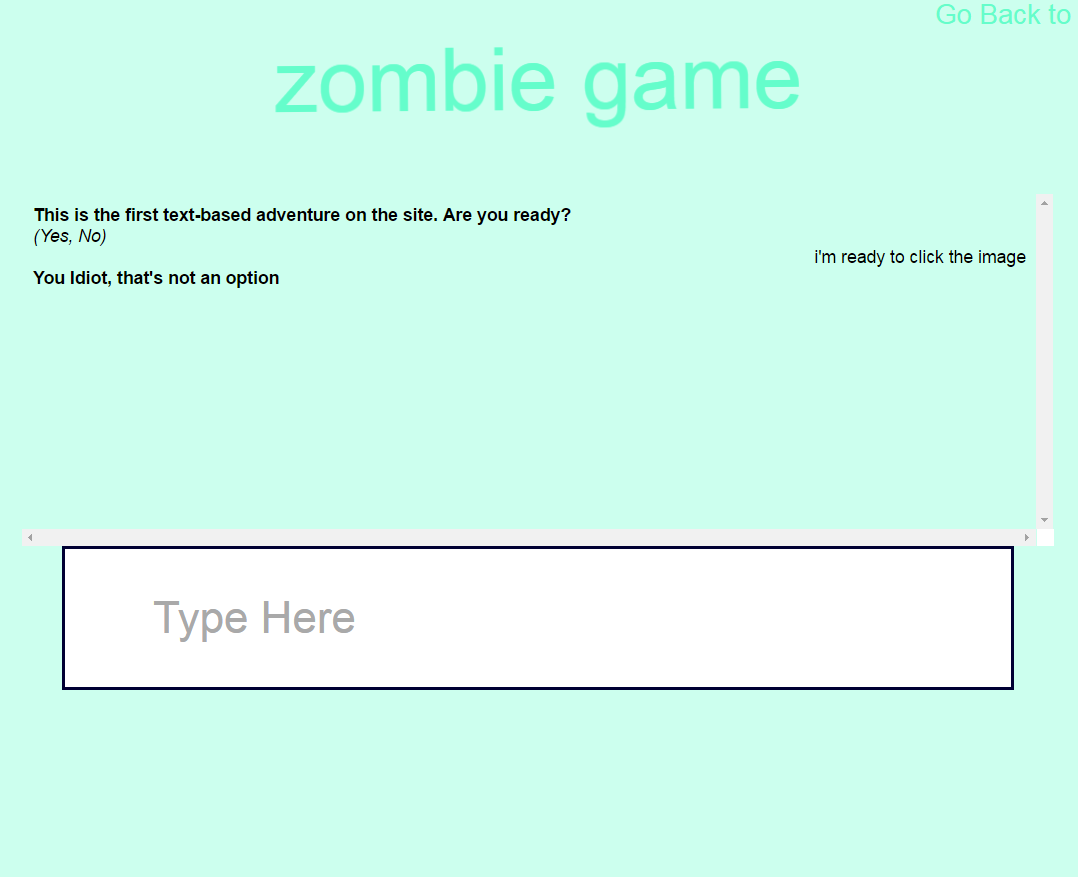 Go Back to
zombie game
This is the first text-based adventure on the site. Are you ready?
(Yes, No)
i'm ready to click the image
You Idiot, that's not an option
Type Here